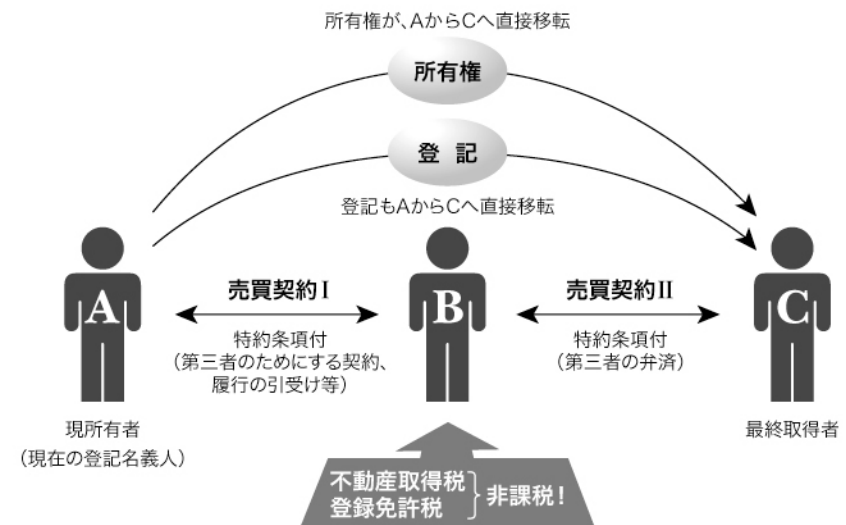 所有権が、AからCへ直接移転
所有権
登 記
登記もAからCへ直接移転
A
売買契約Ⅰ
特約条項付
（第三者のためにする契約、
履行の引受け等）
B
売買契約Ⅱ
特約条項付
（第三者の弁済）
C
現所有者
（現在の登記名義人）
最終取得者
不動産取得税
登録免許税
非課税！